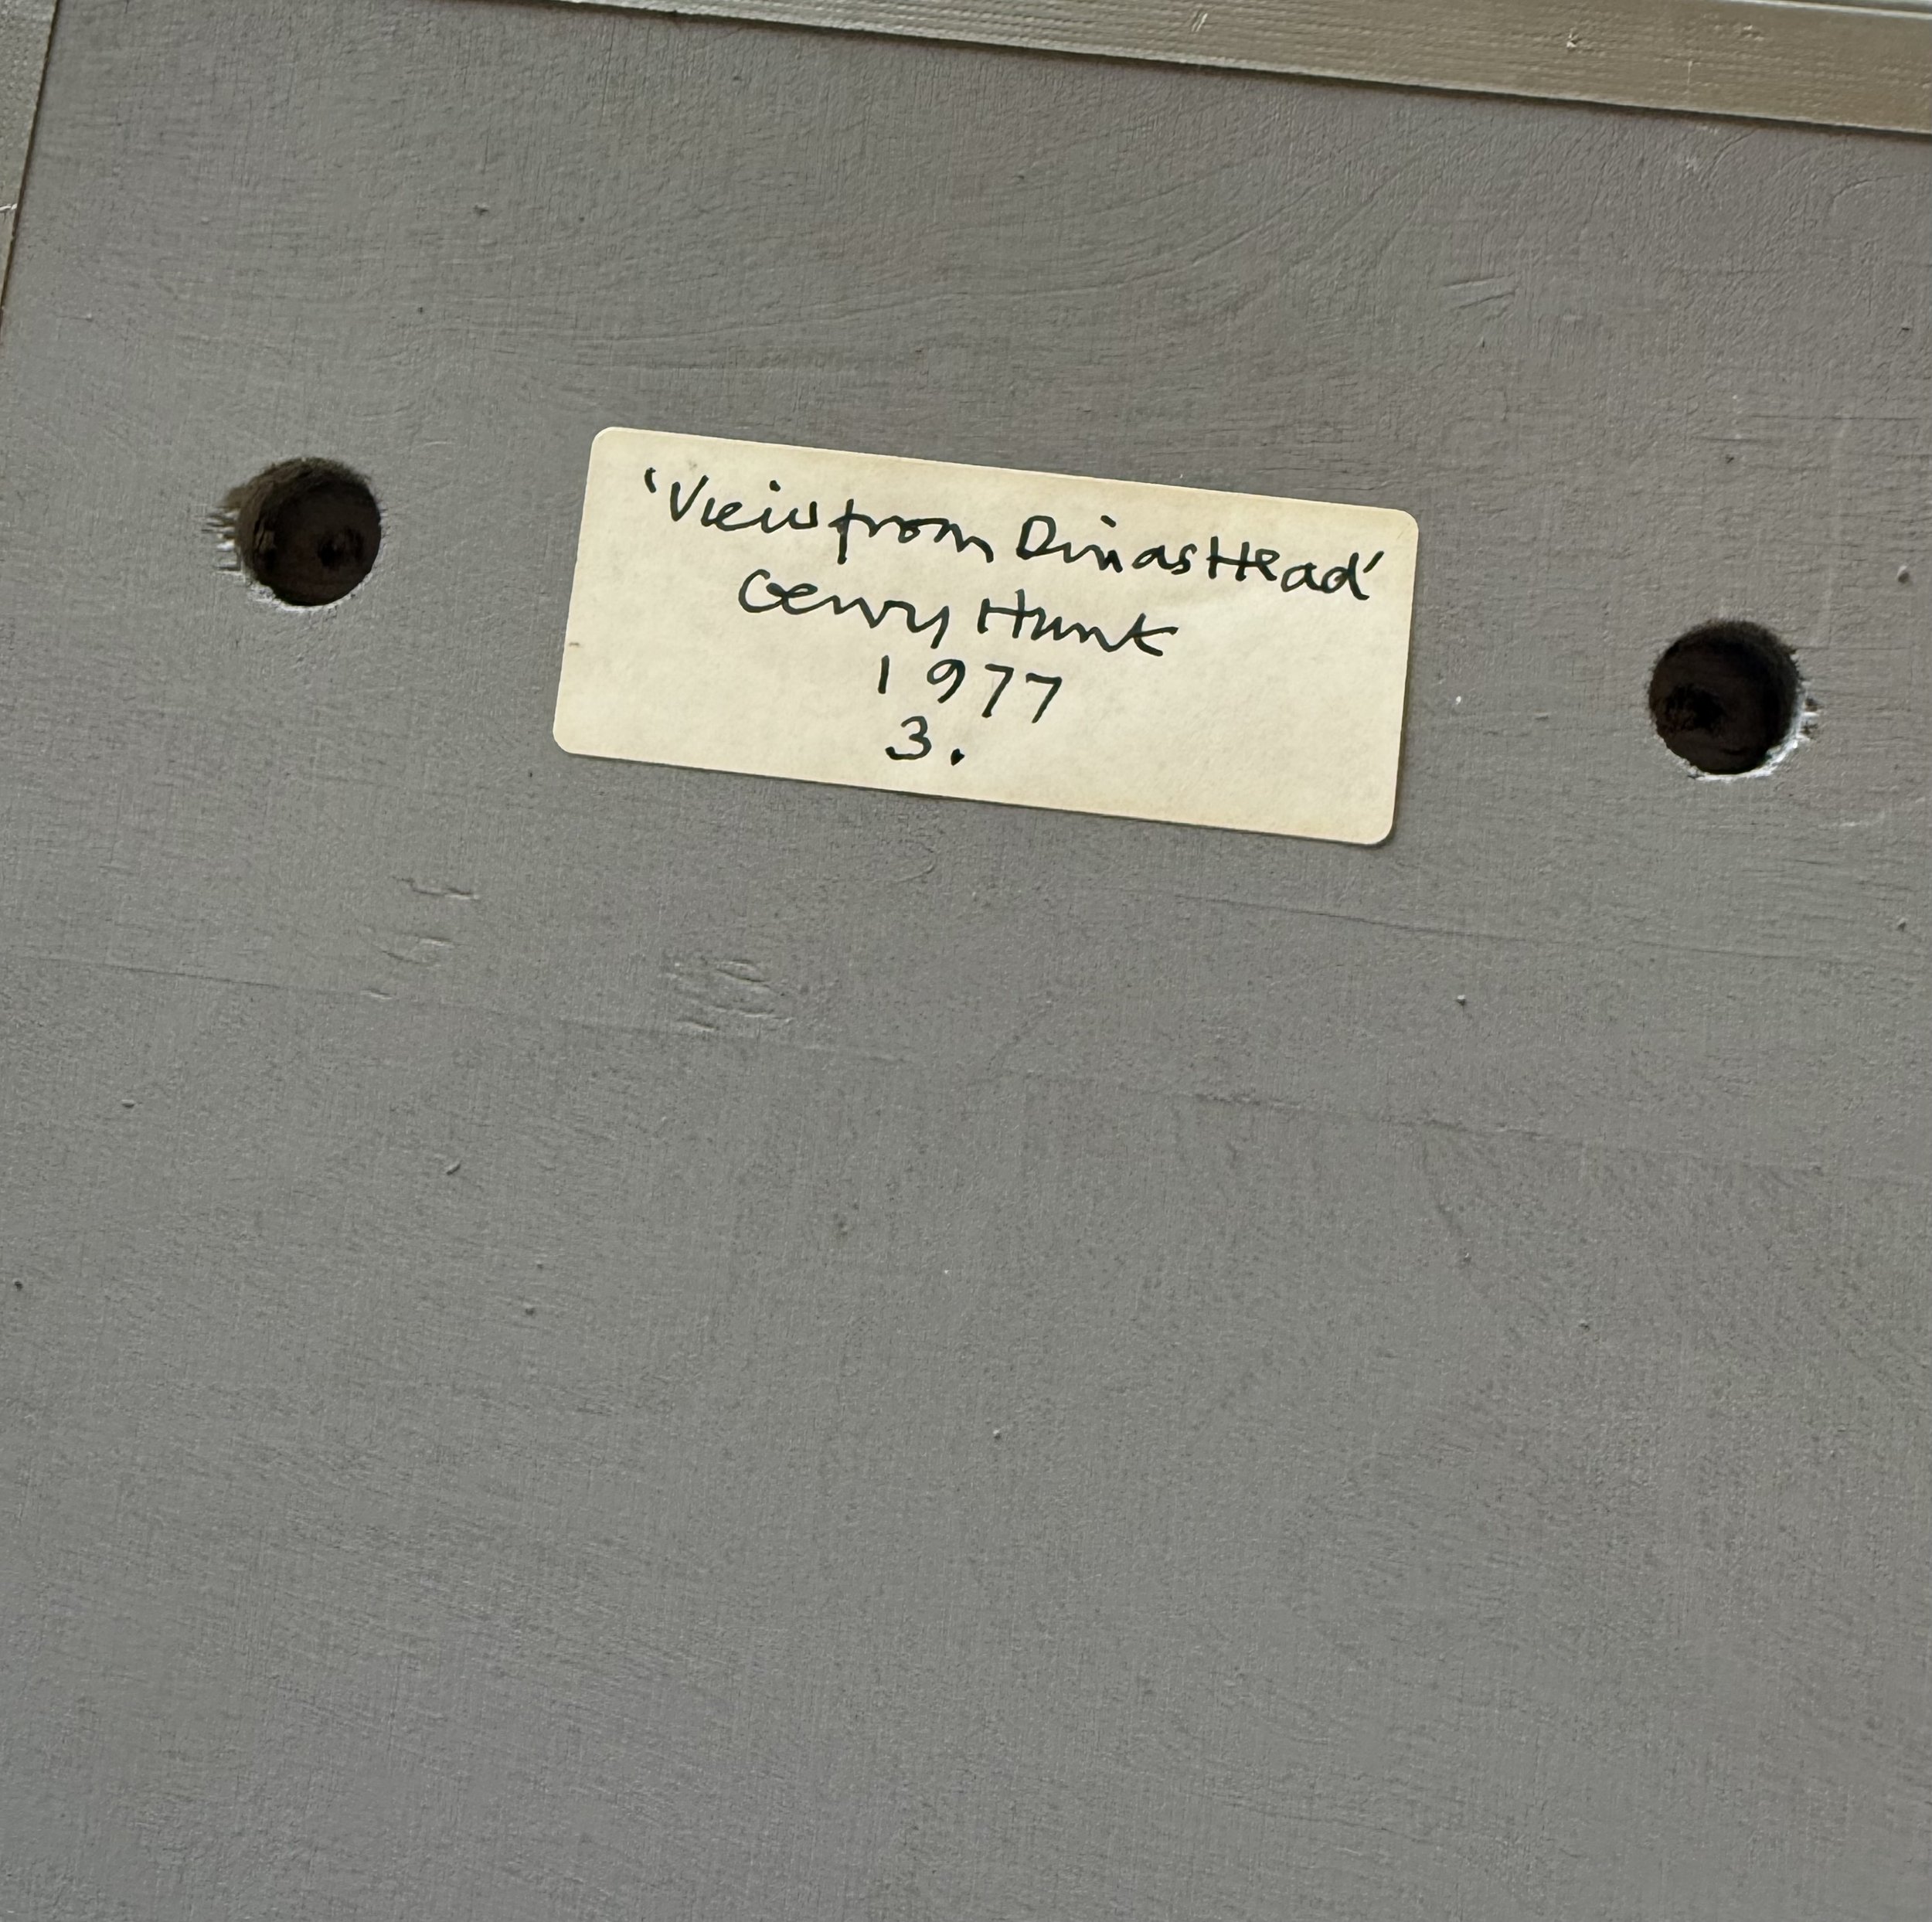 'View from Dinas Head'
Gerry Hunt
1977
3.